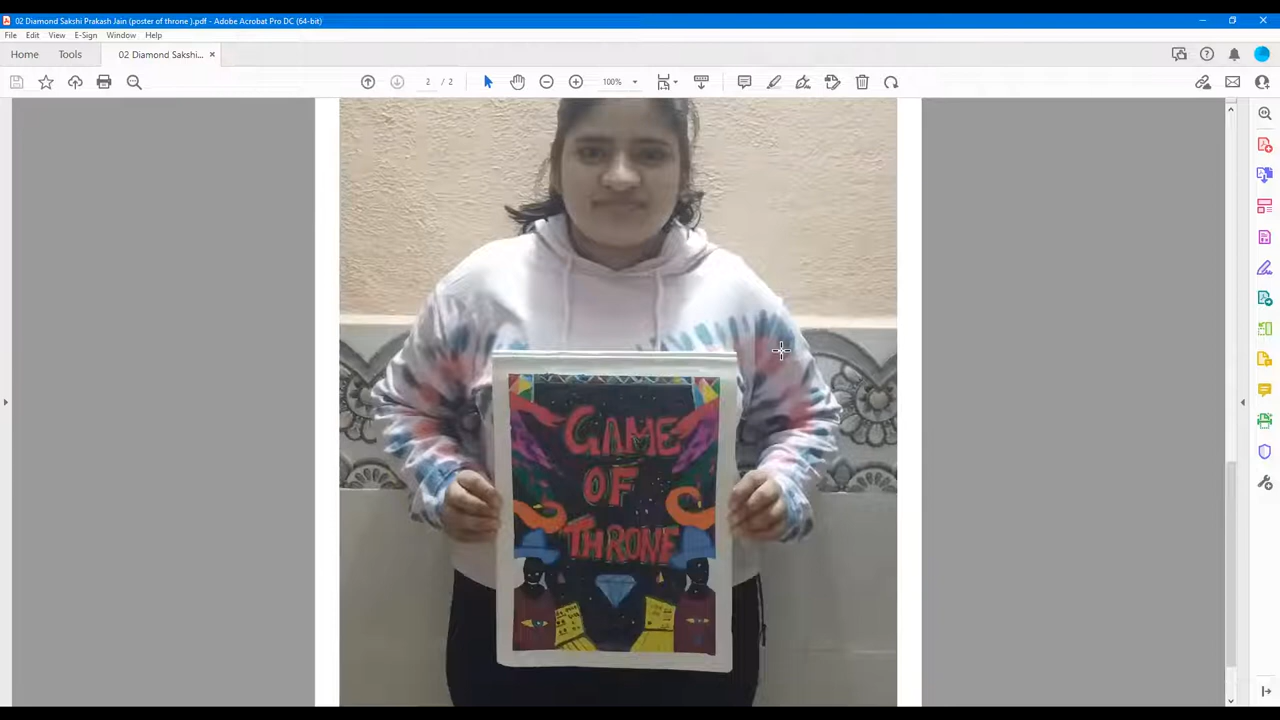 02 Diamond Sakshi Prakash Jain (poster of throne ).pdf - Adobe Acrobat Pro DC (64-bit)
File Edit View E-Sign Window Help
Home Tools 02 Diamond Sakshi... ×
2 / 2 100%
GAME
OF
THRONE